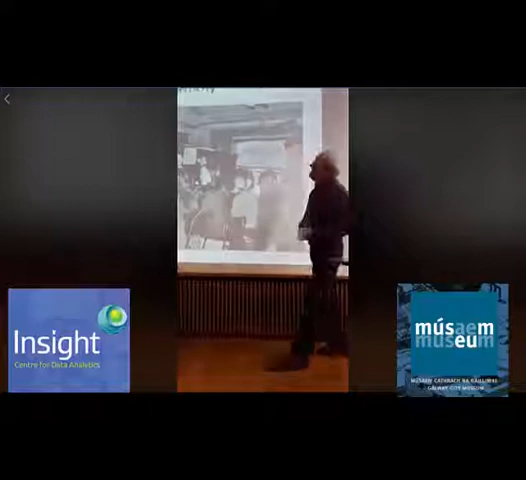 Insight
Centre for Data Analytics
músaem
museum
MÚSAEM CATHRACH NA GAILLIMHE
GALWAY CITY MUSEUM